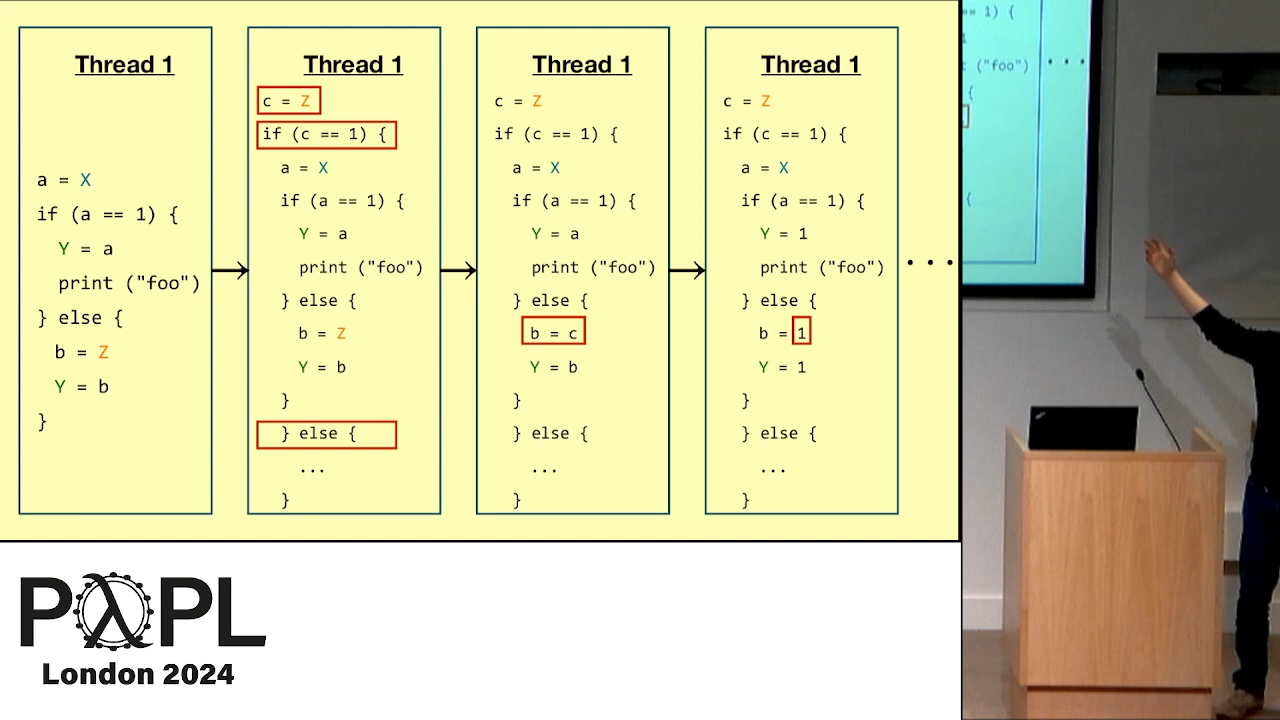 Thread 1
a = X
if (a == 1) {
Y = a
print ("foo")
} else {
b = Z
Y = b
}
Thread 1
c = Z
if (c == 1) {
a = X
if (a == 1) {
Y = a
print ("foo")
} else {
b = Z
Y = b
}
} else {
...
}
Thread 1
c = Z
if (c == 1) {
a = X
if (a == 1) {
Y = a
print ("foo")
} else {
b = c
Y = b
}
} else {
...
}
Thread 1
c = Z
if (c == 1) {
a = X
if (a == 1) {
Y = 1
print ("foo")
} else {
b = 1
Y = 1
}
} else {
...
}
...
PλPL
London 2024
== 1) {
("foo") ...
{
{